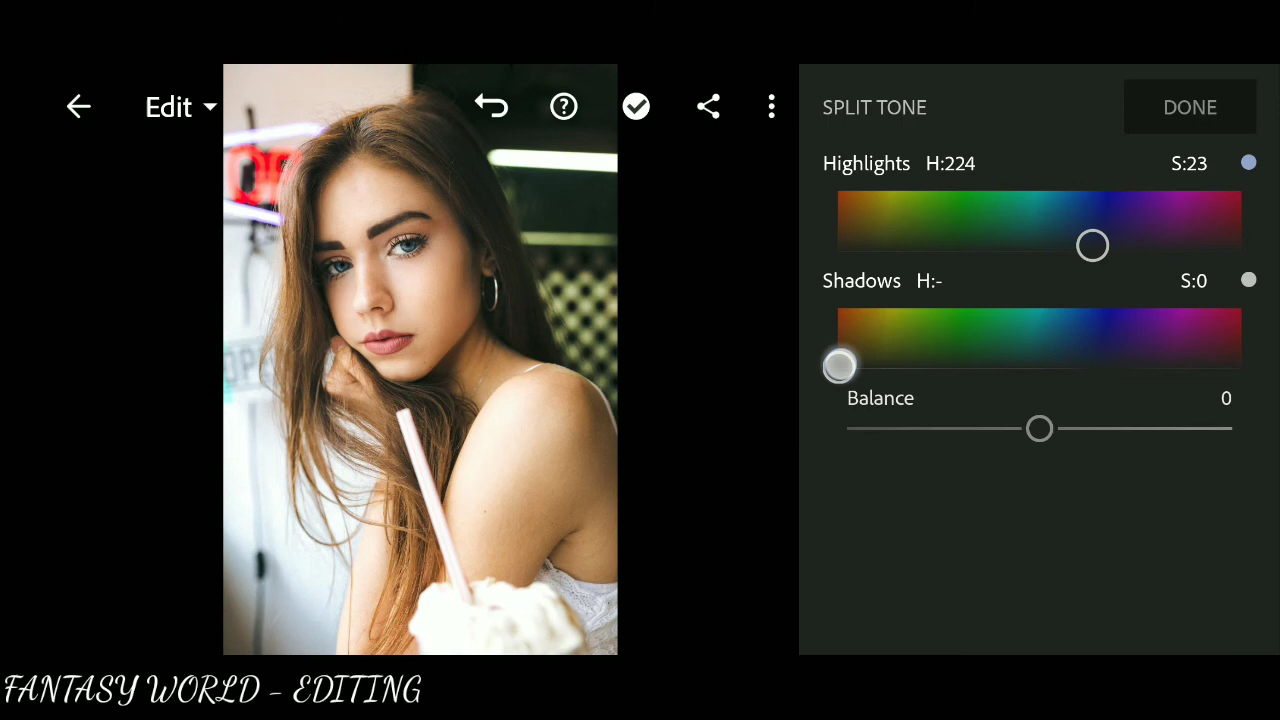 Edit
SPLIT TONE
DONE
Highlights H:224 S:23
Shadows H:- S:0
Balance 0
FANTASY WORLD - EDITING